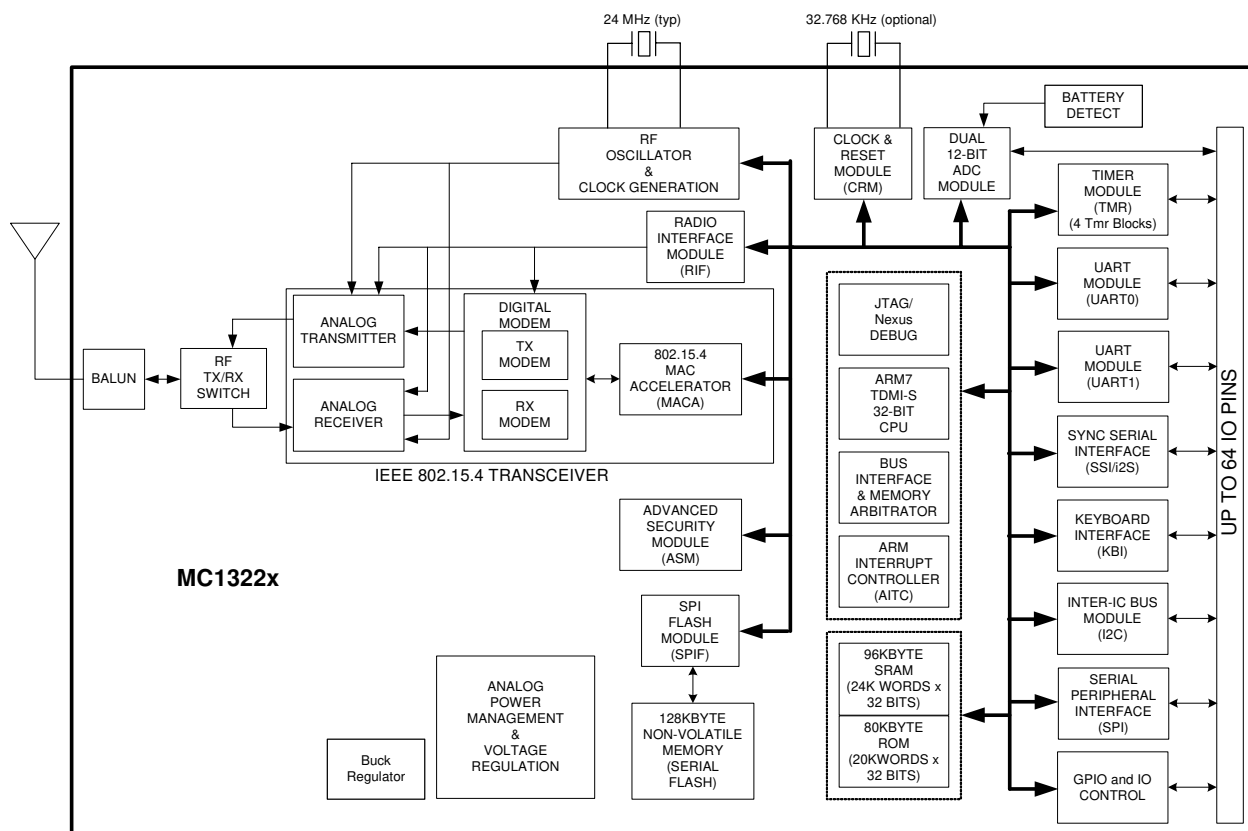 24 MHz (typ)
32.768 KHz (optional)
BATTERY
DETECT
RF
OSCILLATOR
&
CLOCK GENERATION
CLOCK &
RESET
MODULE
(CRM)
DUAL
12-BIT
ADC
MODULE
TIMER
MODULE
(TMR)
(4 Tmr Blocks)
RADIO
INTERFACE
MODULE
(RIF)
UART
MODULE
(UART0)
JTAG/
Nexus
DEBUG
ANALOG
TRANSMITTER
DIGITAL
MODEM
TX
MODEM
RX
MODEM
802.15.4
MAC
ACCELERATOR
(MACA)
BALUN
RF
TX/RX
SWITCH
ANALOG
RECEIVER
IEEE 802.15.4 TRANSCEIVER
ARM7
TDMI-S
32-BIT
CPU
UART
MODULE
(UART1)
BUS
INTERFACE
& MEMORY
ARBITRATOR
SYNC SERIAL
INTERFACE
(SSI/i2S)
UP TO 64 IO PINS
ADVANCED
SECURITY
MODULE
(ASM)
ARM
INTERRUPT
CONTROLLER
(AITC)
KEYBOARD
INTERFACE
(KBI)
MC1322x
SPI
FLASH
MODULE
(SPIF)
INTER-IC BUS
MODULE
(I2C)
96KBYTE
SRAM
(24K WORDS x
32 BITS)
SERIAL
PERIPHERAL
INTERFACE
(SPI)
ANALOG
POWER
MANAGEMENT
&
VOLTAGE
REGULATION
Buck
Regulator
128KBYTE
NON-VOLATILE
MEMORY
(SERIAL
FLASH)
80KBYTE
ROM
(20KWORDS x
32 BITS)
GPIO and IO
CONTROL